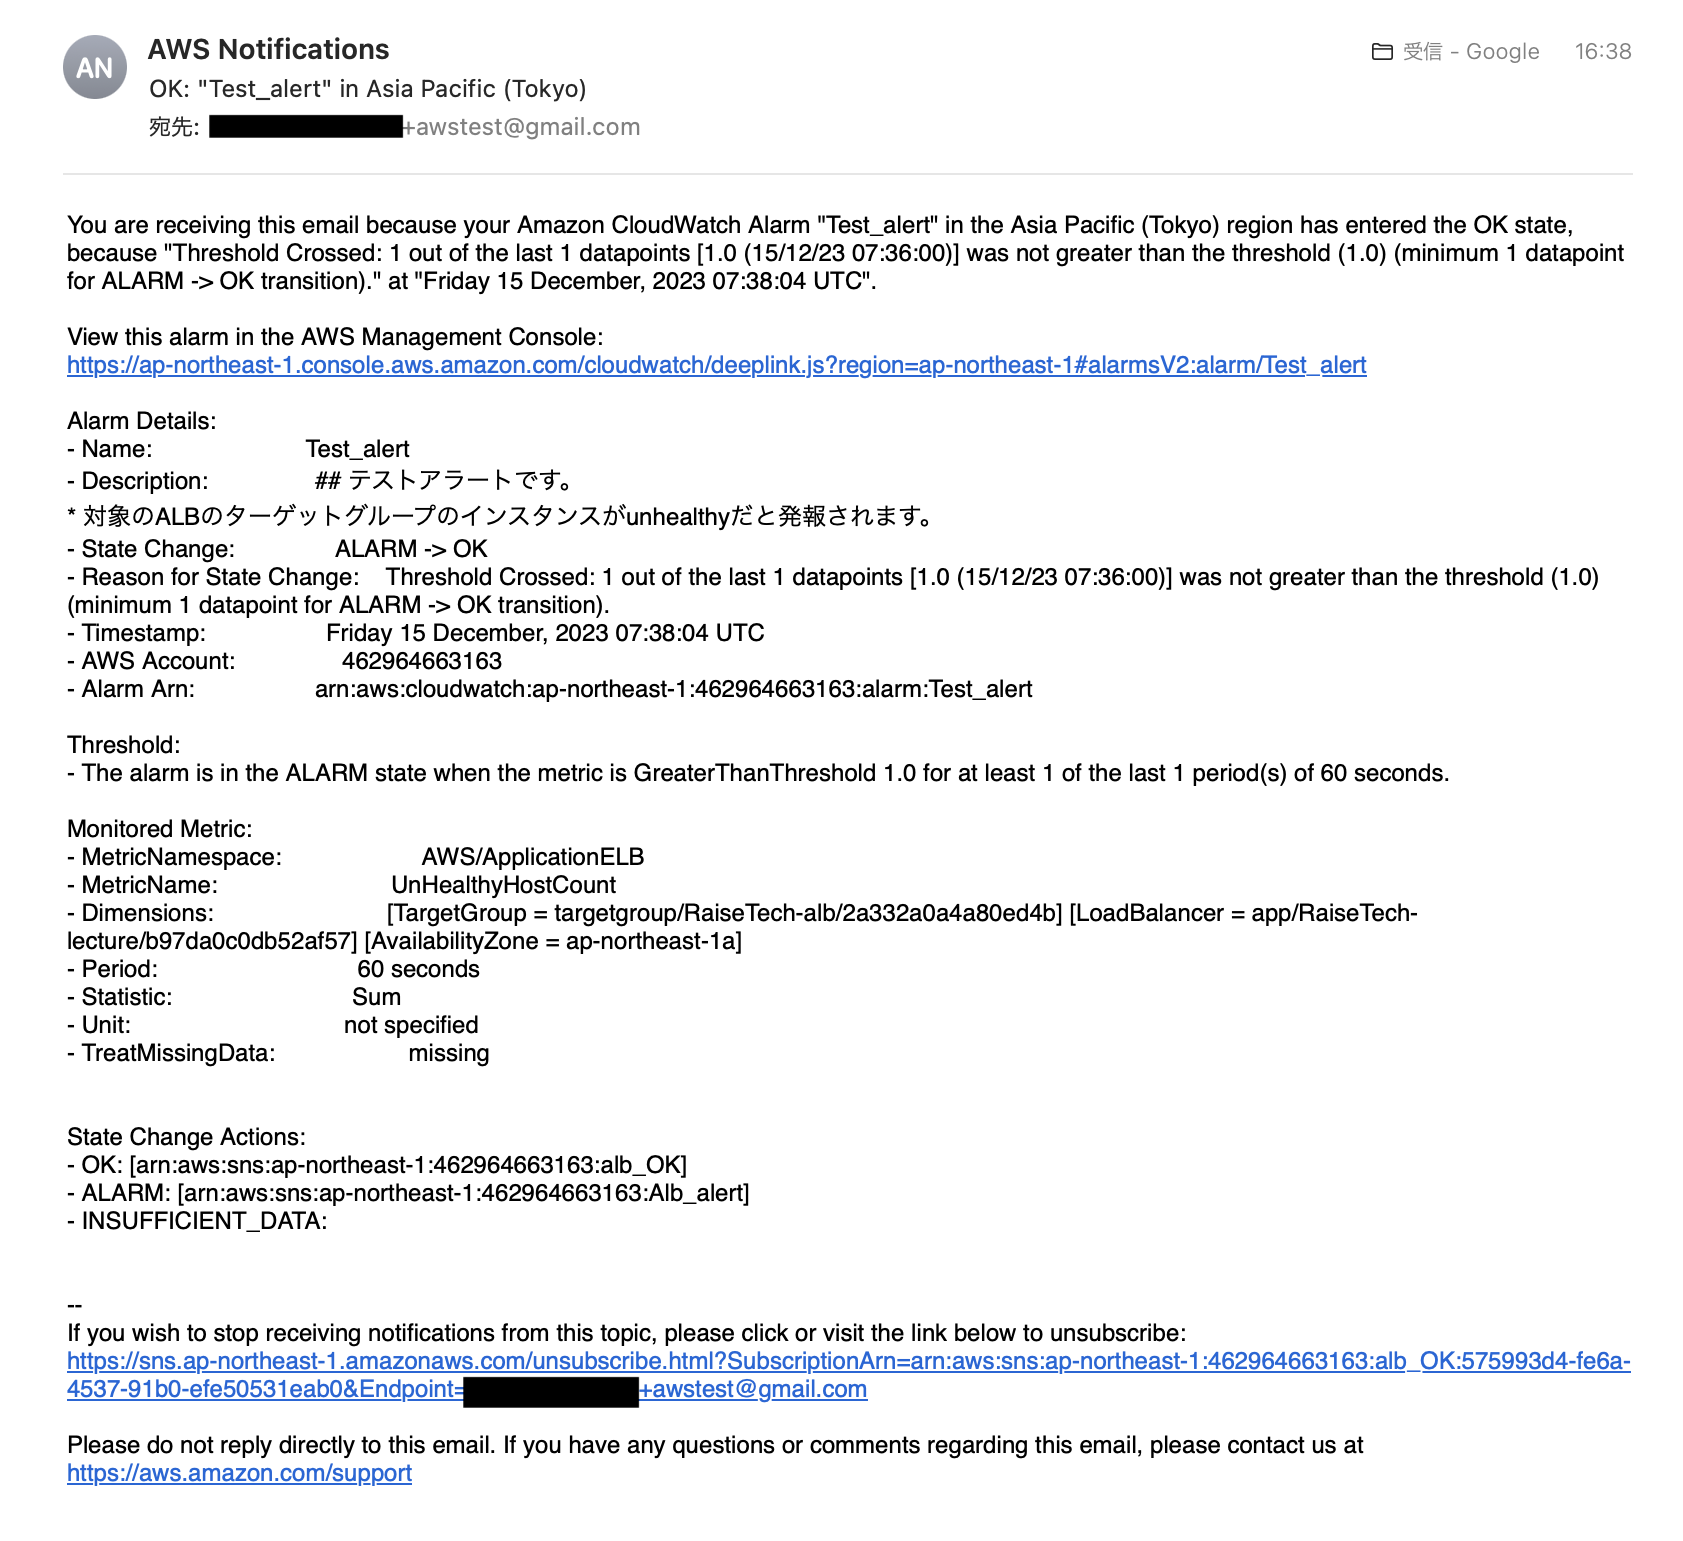 AN
AWS Notifications
受信 - Google 16:38
OK: "Test_alert" in Asia Pacific (Tokyo)
宛先: +awstest@gmail.com
You are receiving this email because your Amazon CloudWatch Alarm "Test_alert" in the Asia Pacific (Tokyo) region has entered the OK state,
because "Threshold Crossed: 1 out of the last 1 datapoints [1.0 (15/12/23 07:36:00)] was not greater than the threshold (1.0) (minimum 1 datapoint
for ALARM -> OK transition)." at "Friday 15 December, 2023 07:38:04 UTC".
View this alarm in the AWS Management Console:
https://ap-northeast-1.console.aws.amazon.com/cloudwatch/deeplink.js?region=ap-northeast-1#alarmsV2:alarm/Test_alert
Alarm Details:
- Name: Test_alert
- Description: ## テストアラートです。
* 対象のALBのターゲットグループのインスタンスがunhealthyだと発報されます。
- State Change: ALARM -> OK
- Reason for State Change: Threshold Crossed: 1 out of the last 1 datapoints [1.0 (15/12/23 07:36:00)] was not greater than the threshold (1.0)
(minimum 1 datapoint for ALARM -> OK transition).
- Timestamp: Friday 15 December, 2023 07:38:04 UTC
- AWS Account: 462964663163
- Alarm Arn: arn:aws:cloudwatch:ap-northeast-1:462964663163:alarm:Test_alert
Threshold:
- The alarm is in the ALARM state when the metric is GreaterThanThreshold 1.0 for at least 1 of the last 1 period(s) of 60 seconds.
Monitored Metric:
- MetricNamespace: AWS/ApplicationELB
- MetricName: UnHealthyHostCount
- Dimensions: [TargetGroup = targetgroup/RaiseTech-alb/2a332a0a4a80ed4b] [LoadBalancer = app/RaiseTech-
lecture/b97da0c0db52af57] [AvailabilityZone = ap-northeast-1a]
- Period: 60 seconds
- Statistic: Sum
- Unit: not specified
- TreatMissingData: missing
State Change Actions:
- OK: [arn:aws:sns:ap-northeast-1:462964663163:alb_OK]
- ALARM: [arn:aws:sns:ap-northeast-1:462964663163:Alb_alert]
- INSUFFICIENT_DATA:
--
If you wish to stop receiving notifications from this topic, please click or visit the link below to unsubscribe:
https://sns.ap-northeast-1.amazonaws.com/unsubscribe.html?SubscriptionArn=arn:aws:sns:ap-northeast-1:462964663163:alb_OK:575993d4-fe6a-
4537-91b0-efe50531eab0&Endpoint= +awstest@gmail.com
Please do not reply directly to this email. If you have any questions or comments regarding this email, please contact us at
https://aws.amazon.com/support